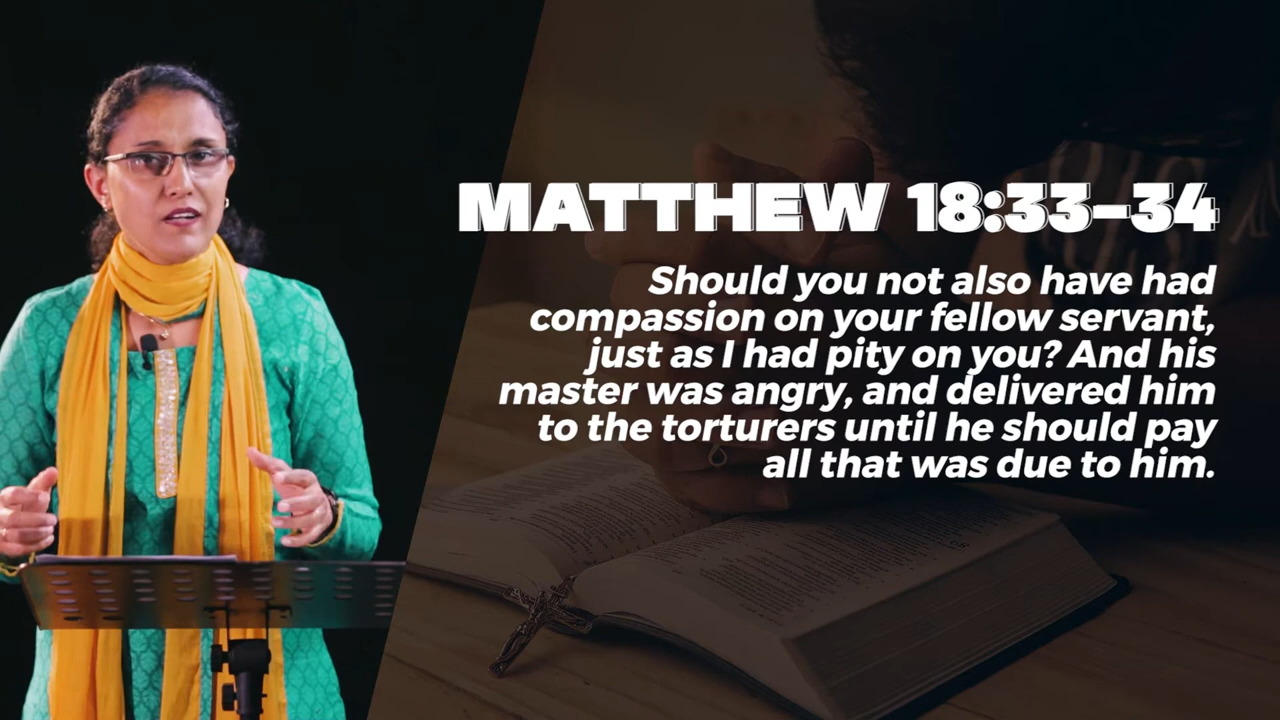 MATTHEW 18:33-34
Should you not also have had
compassion on your fellow servant,
just as I had pity on you? And his
master was angry, and delivered him
to the torturers until he should pay
all that was due to him.